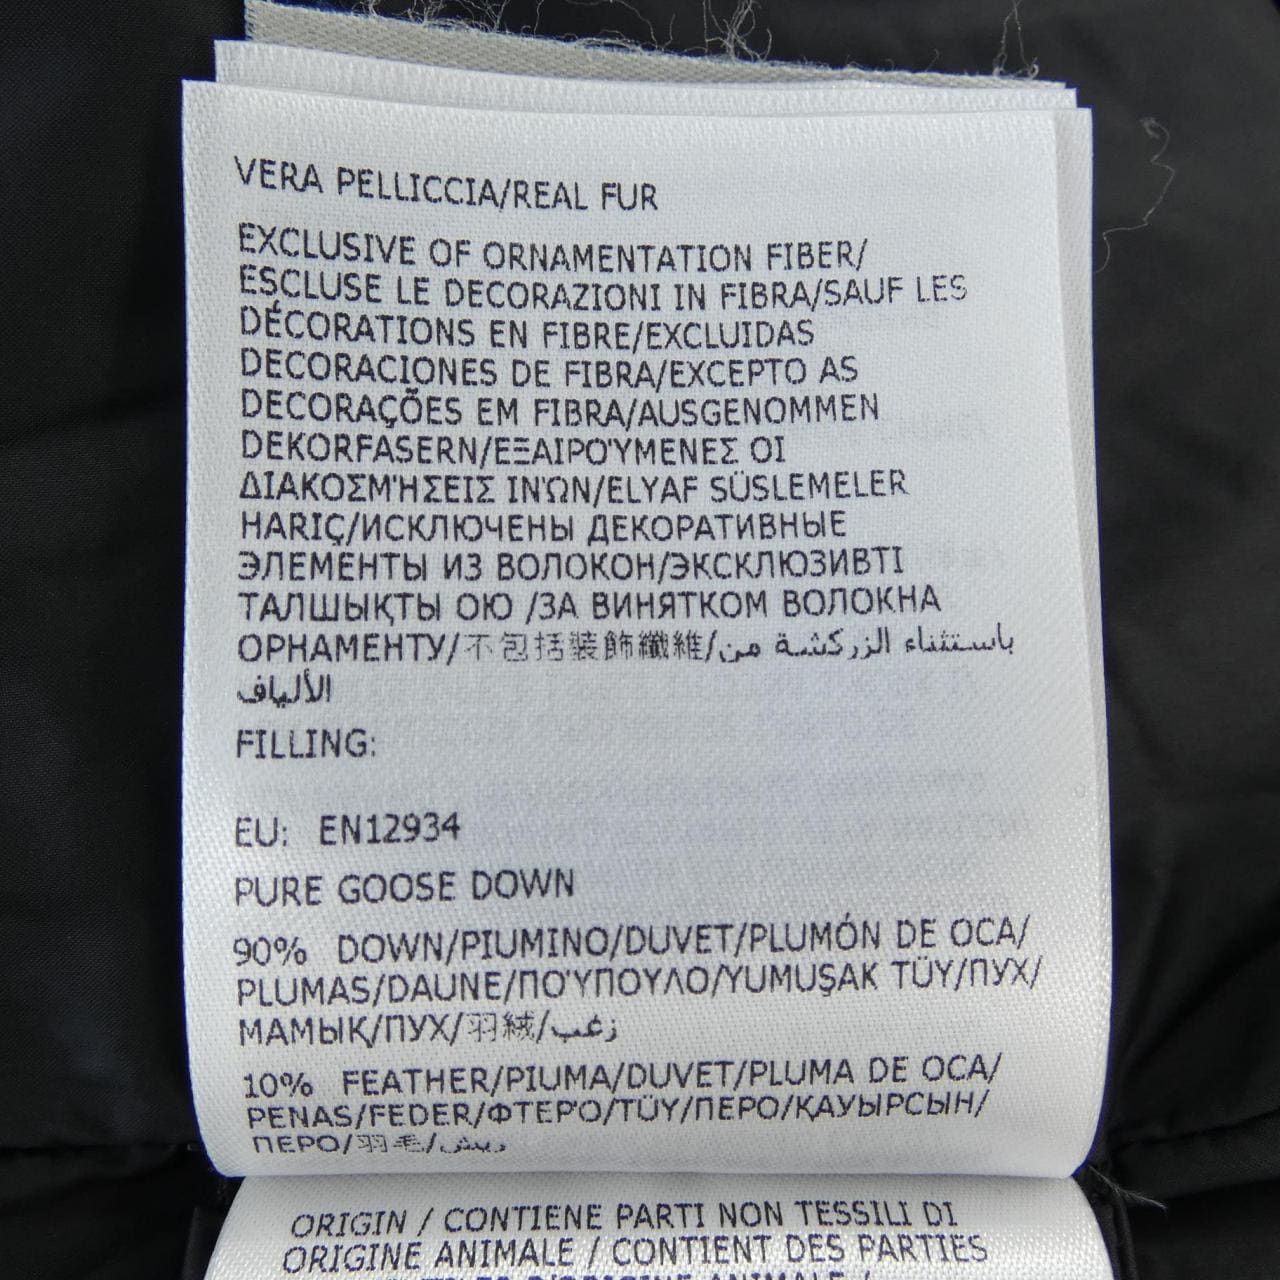 VERA PELLICCIA/REAL FUR
EXCLUSIVE OF ORNAMENTATION FIBER/
ESCLUSE LE DECORAZIONI IN FIBRA/SAUF LES
DÉCORATIONS EN FIBRE/EXCLUIDAS
DECORACIONES DE FIBRA/EXCEPTO AS
DECORAÇÕES EM FIBRA/AUSGENOMMEN
DEKORFASERN/ΕΞΑΙΡΟΎΜΕΝΕΣ ΟΙ
ΔΙΑΚΟΣΜΉΣΕΙΣ ΙΝΏΝ/ELYAF SÜSLEMELER
HARIÇ/ИСКЛЮЧЕНЫ ДЕКОРАТИВНЫЕ
ЭЛЕМЕНТЫ ИЗ ВОЛОКОН/ЭКСКЛЮЗИВТІ
ТАЛШЫҚТЫ ОЮ /ЗА ВИНЯТКОМ ВОЛОКНА
ОРНАМЕНТУ/不包括裝飾纖維/باستثناء الزركشة من
الألياف
FILLING:
EU: EN12934
PURE GOOSE DOWN
90% DOWN/PIUMINO/DUVET/PLUMÓN DE OCA/
PLUMAS/DAUNE/ΠΟΎΠΟΥΛΟ/YUMUŞAK TÜY/ПУХ/
МАМЫҚ/ПУХ/羽絨/زغب
10% FEATHER/PIUMA/DUVET/PLUMA DE OCA/
PENAS/FEDER/ΦΤΕΡΌ/TÜY/ПЕРО/ҚАУЫРСЫН/
ПЕРО/羽毛/ريش
ORIGIN / CONTIENE PARTI NON TESSILI DI
ORIGINE ANIMALE / CONTIENT DES PARTIES
D'ORIGINE ANIMALE /